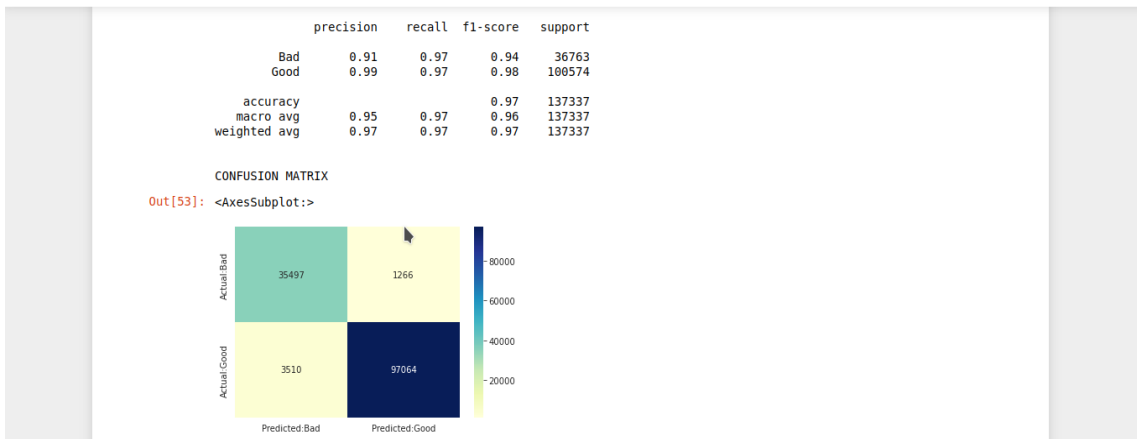 precision recall f1-score support
Bad 0.91 0.97 0.94 36763
Good 0.99 0.97 0.98 100574
accuracy 0.97 137337
macro avg 0.95 0.97 0.96 137337
weighted avg 0.97 0.97 0.97 137337
CONFUSION MATRIX
Out[53]: <AxesSubplot:>
Actual:Bad
35497 1266
80000
60000
40000
20000
Actual:Good
3510 97064
Predicted:Bad Predicted:Good